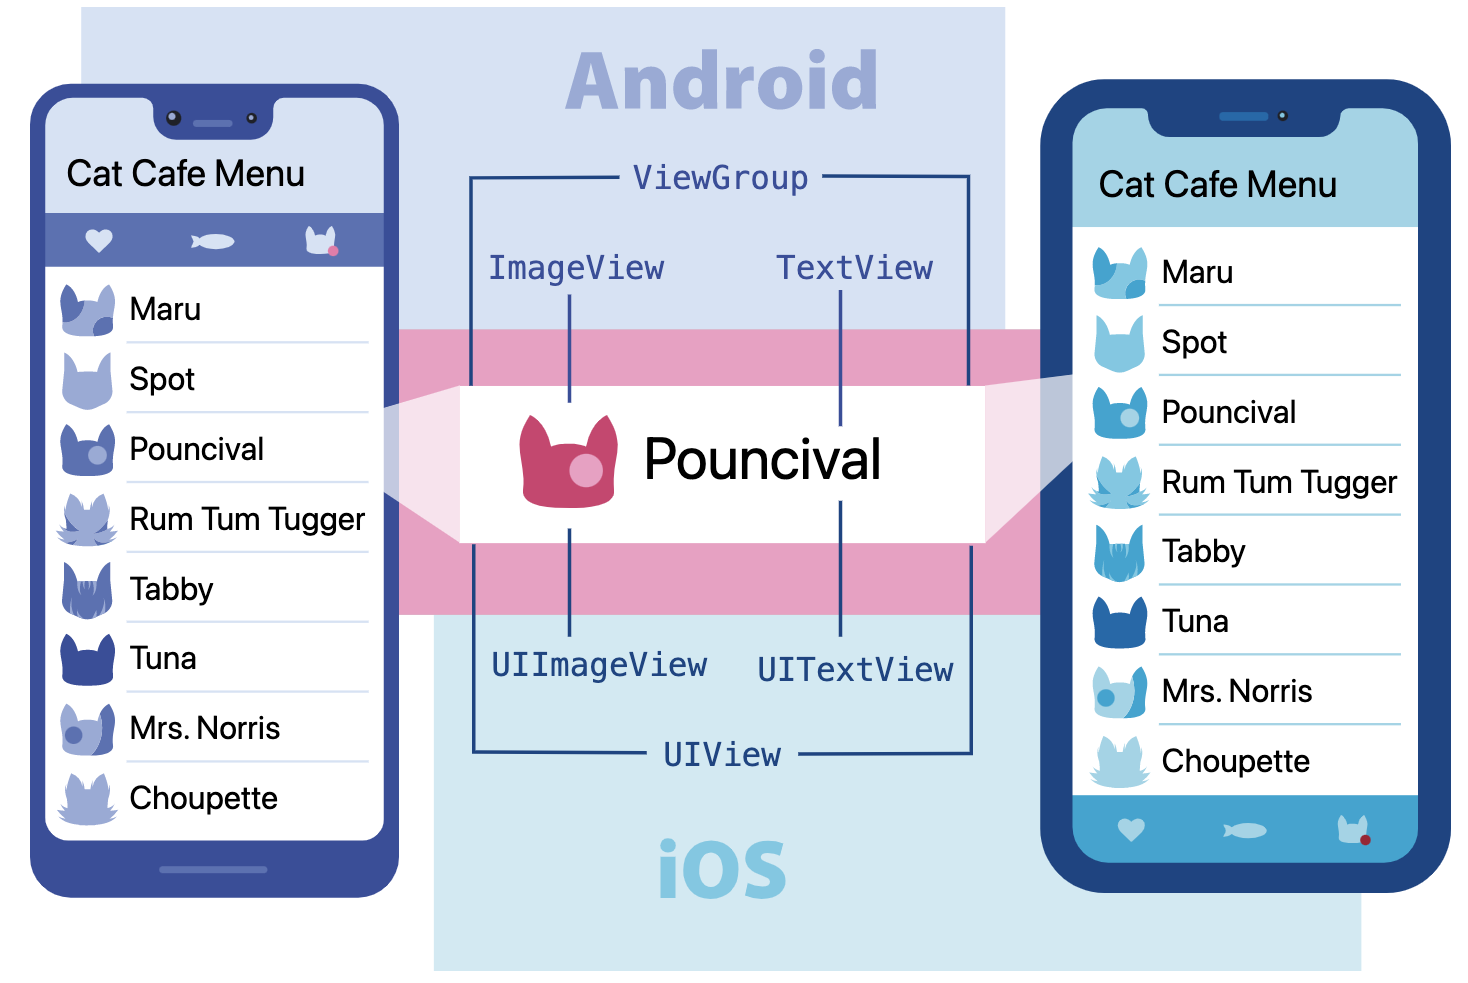 Android
Cat Cafe Menu
Maru
Spot
Pouncival
Rum Tum Tugger
Tabby
Tuna
Mrs. Norris
Choupette
ViewGroup
ImageView TextView
Pouncival
UIImageView UITextView
UIView
iOS
Cat Cafe Menu
Maru
Spot
Pouncival
Rum Tum Tugger
Tabby
Tuna
Mrs. Norris
Choupette